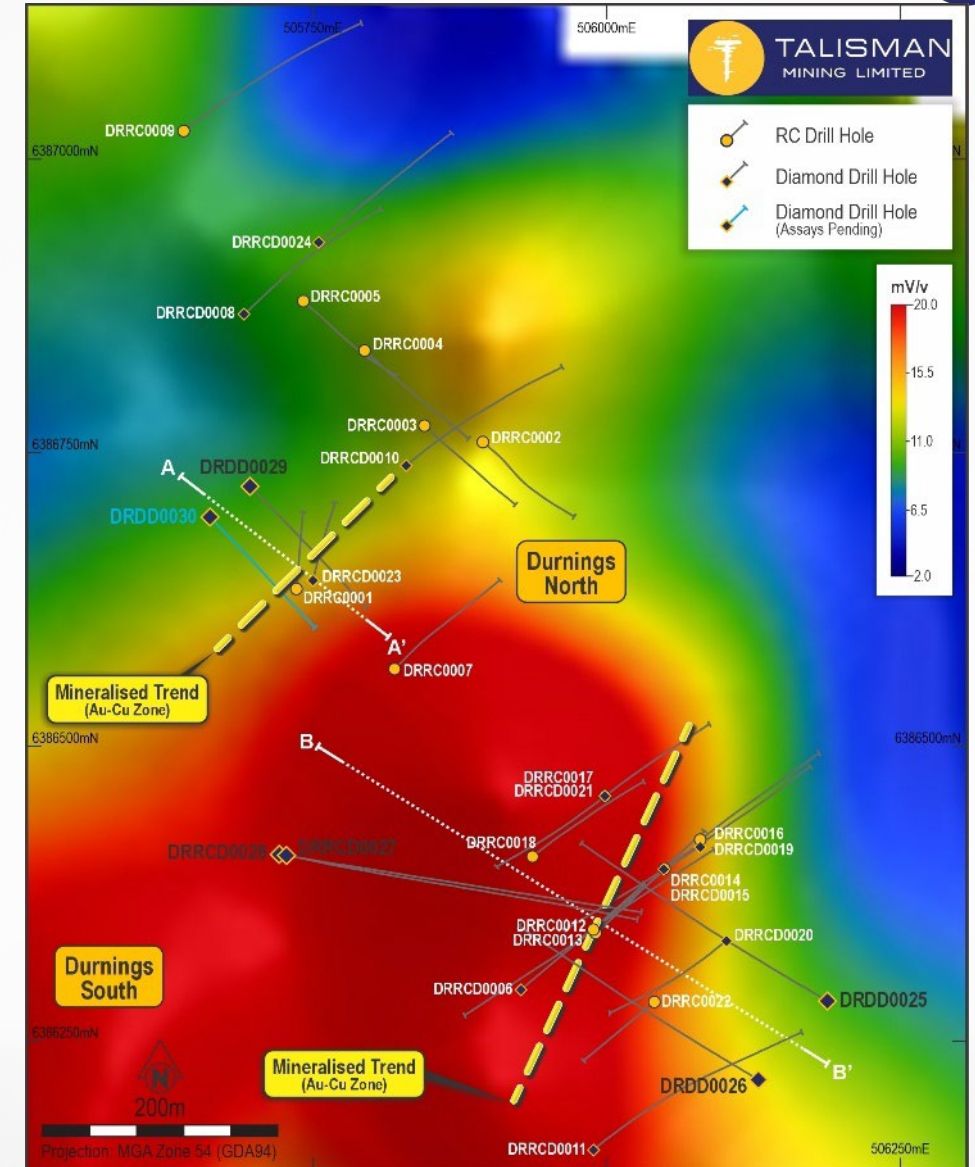 505750mE
506000mE
TALISMAN
MINING LIMITED
RC Drill Hole
Diamond Drill Hole
Diamond Drill Hole
(Assays Pending)
DRRC0009
6387000mN
N
DRRCD0024
DRRC0005
DRRCD0008
DRRC0004
mV/v
20.0
15.5
11.0
6.5
2.0
DRRC0003
DRRC0002
6386750mN
DRRCD0010
A
DRDD0029
DRDD0030
DRRCD0023
DRRC0001
Durnings
North
A'
DRRC0007
Mineralised Trend
(Au-Cu Zone)
6386500mN
6386500mN
B
DRRC0017
DRRCD0021
DRRC0018
DRRC0016
DRRCD0019
DRRCD0028
DRRCD0027
DRRC0014
DRRCD0015
DRRC0012
DRRC0013
DRRCD0020
Durnings
South
DRRCD0006
DRRC0022
DRDD0025
6386250mN
Mineralised Trend
(Au-Cu Zone)
B'
DRDD0026
N
200m
Projection: MGA Zone 54 (GDA94)
DRRCD0011
506250mE